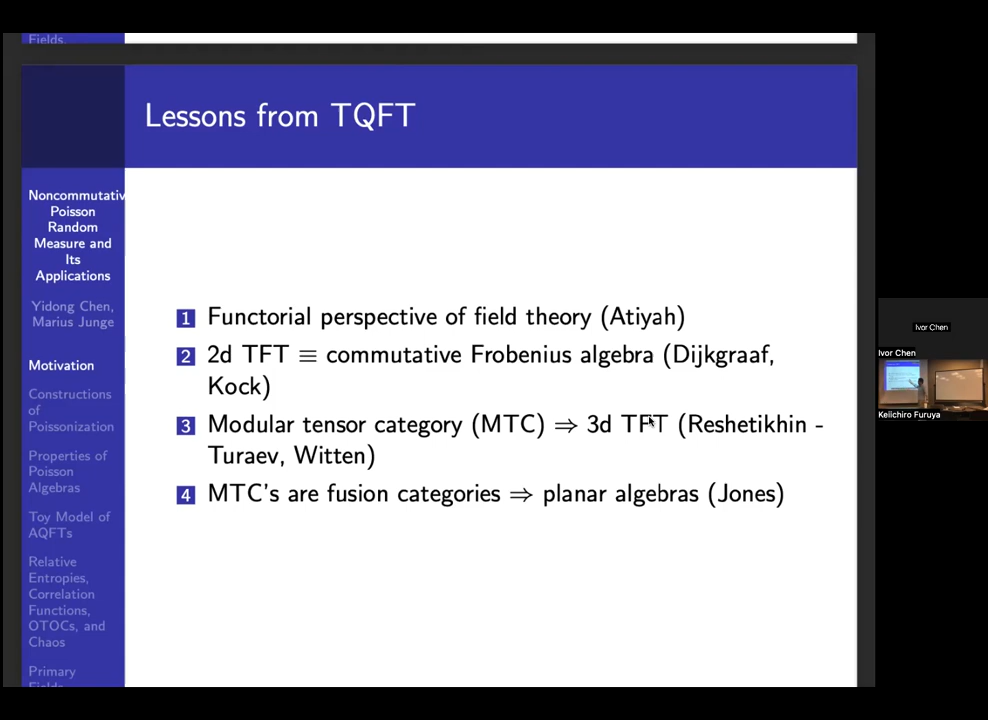 Fields,
Lessons from TQFT
Noncommutativ
Poisson
Random
Measure and
Its
Applications
Yidong Chen,
Marius Junge
Motivation
Constructions
of
Poissonization
Properties of
Poisson
Algebras
Toy Model of
AQFTs
Relative
Entropies,
Correlation
Functions,
OTOCs, and
Chaos
Primary
Fields,
1 Functorial perspective of field theory (Atiyah)
2 2d TFT ≡ commutative Frobenius algebra (Dijkgraaf,
Kock)
3 Modular tensor category (MTC) ⇒ 3d TFT (Reshetikhin -
Turaev, Witten)
4 MTC's are fusion categories ⇒ planar algebras (Jones)
Ivor Chen
Ivor Chen
Keiichiro Furuya